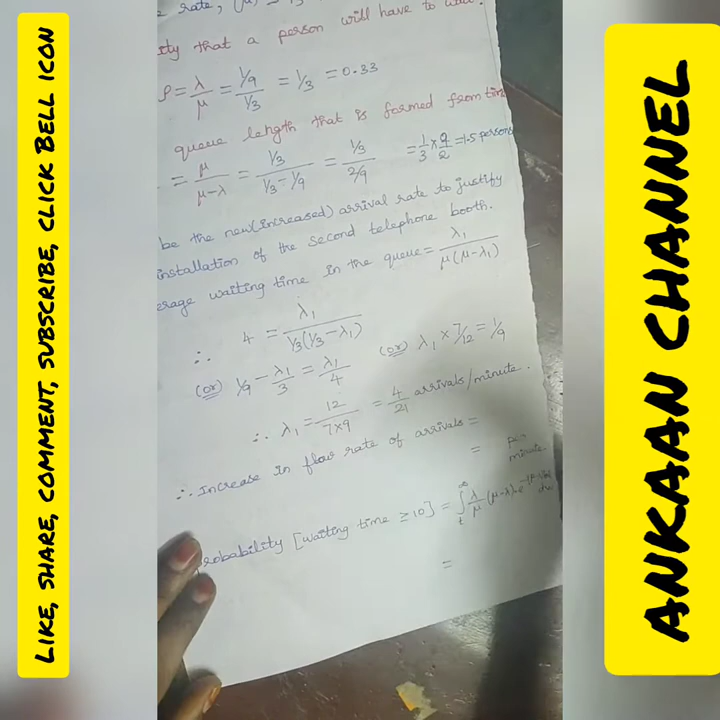 LIKE, SHARE, COMMENT, SUBSCRIBE, CLICK BELL ICON
rate, (μ)
ity that a person will have to wait.
ρ = λ/μ = (1/9)/(1/3) = 1/3 = 0.33
queue length that is formed from time
= μ/(μ-λ) = (1/3)/(1/3 - 1/9) = (1/3)/(2/9) = 1/3 × 9/2 = 1.5 persons
be the new (increased) arrival rate to justify
installation of the second telephone booth.
erage waiting time in the queue = λ1/(μ(μ-λ1))
∴ 4 = λ1/(1/3(1/3 - λ1))
(or) 1/9 - λ1/3 = λ1/4 (or) λ1 × 7/12 = 1/9
∴ λ1 = 12/(7×9) = 4/21 arrivals/minute.
∴ Increase in flow rate of arrivals =
= per minute
robability [waiting time ≥ 10] = ∫ t ∞ λ/μ (μ-λ) e
=
ANKAAN CHANNEL